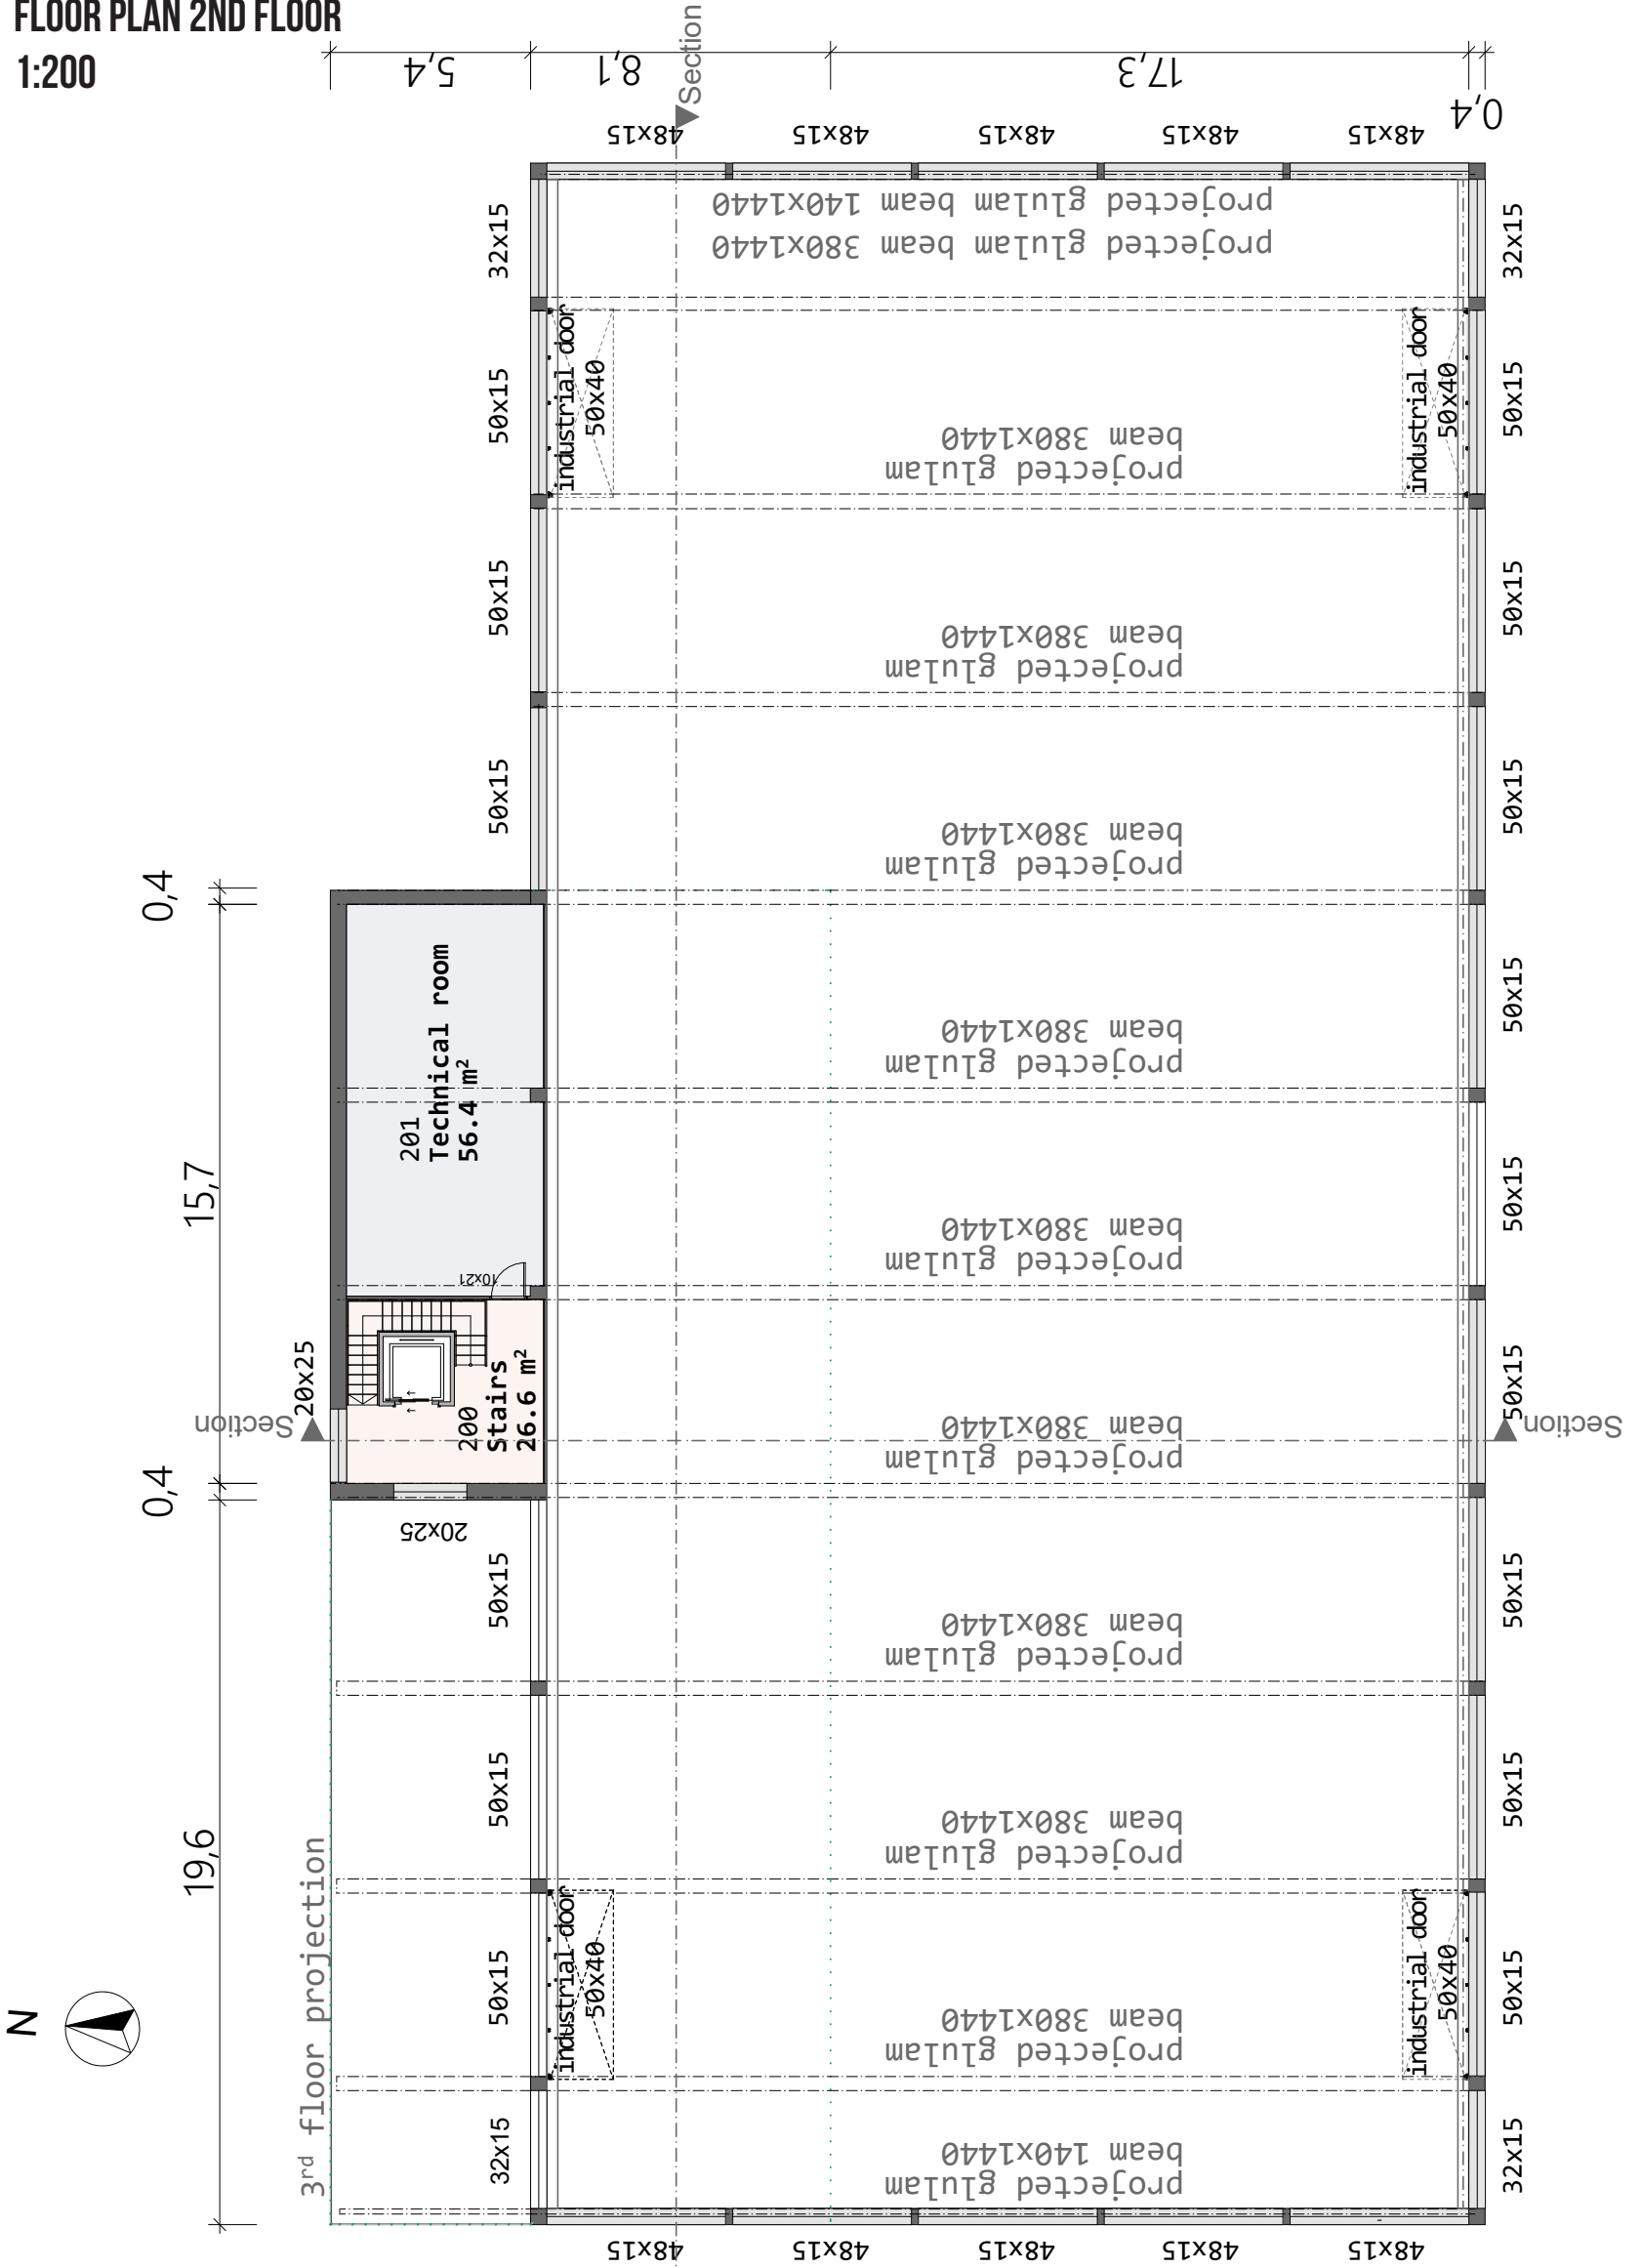 FLOOR PLAN 2ND FLOOR
1:200
5,4
8,1
17,3
0,4
Section
48x15
48x15
48x15
48x15
48x15
projected glulam beam 140x1440
projected glulam beam 380x1440
32x15
50x15
50x15
50x15
industrial door
50x40
industrial door
50x40
32x15
50x15
50x15
50x15
50x15
50x15
50x15
50x15
50x15
50x15
32x15
projected glulam
beam 380x1440
projected glulam
beam 380x1440
projected glulam
beam 380x1440
projected glulam
beam 380x1440
projected glulam
beam 380x1440
projected glulam
beam 380x1440
projected glulam
beam 380x1440
projected glulam
beam 380x1440
projected glulam
beam 380x1440
projected glulam
beam 140x1440
0,4
15,7
0,4
19,6
201
Technical room
56.4 m²
10x21
200
Stairs
26.6 m²
20x25
Section
Section
20x25
50x15
50x15
50x15
32x15
industrial door
50x40
industrial door
50x40
3rd floor projection
N
48x15
48x15
48x15
48x15
48x15